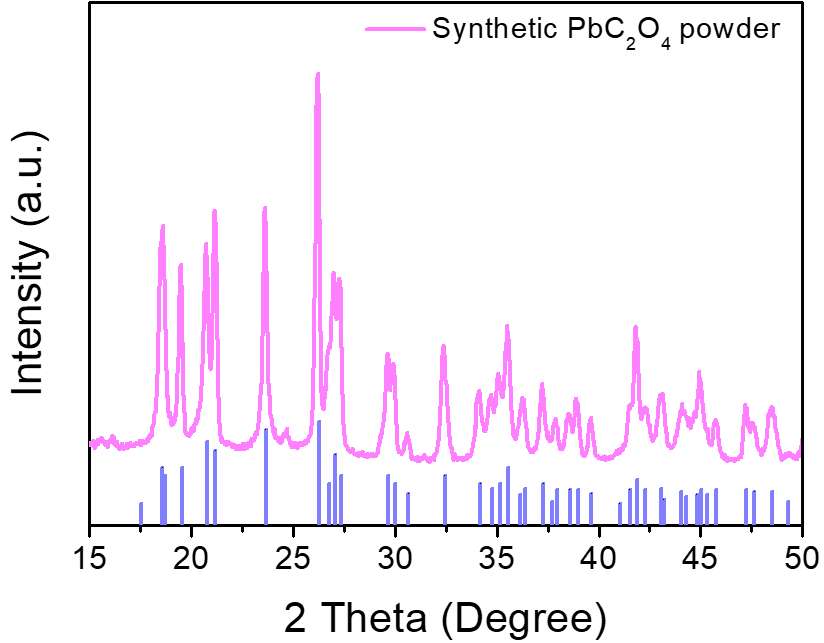 Synthetic PbC₂O₄ powder
Intensity (a.u.)
15 20 25 30 35 40 45 50
2 Theta (Degree)